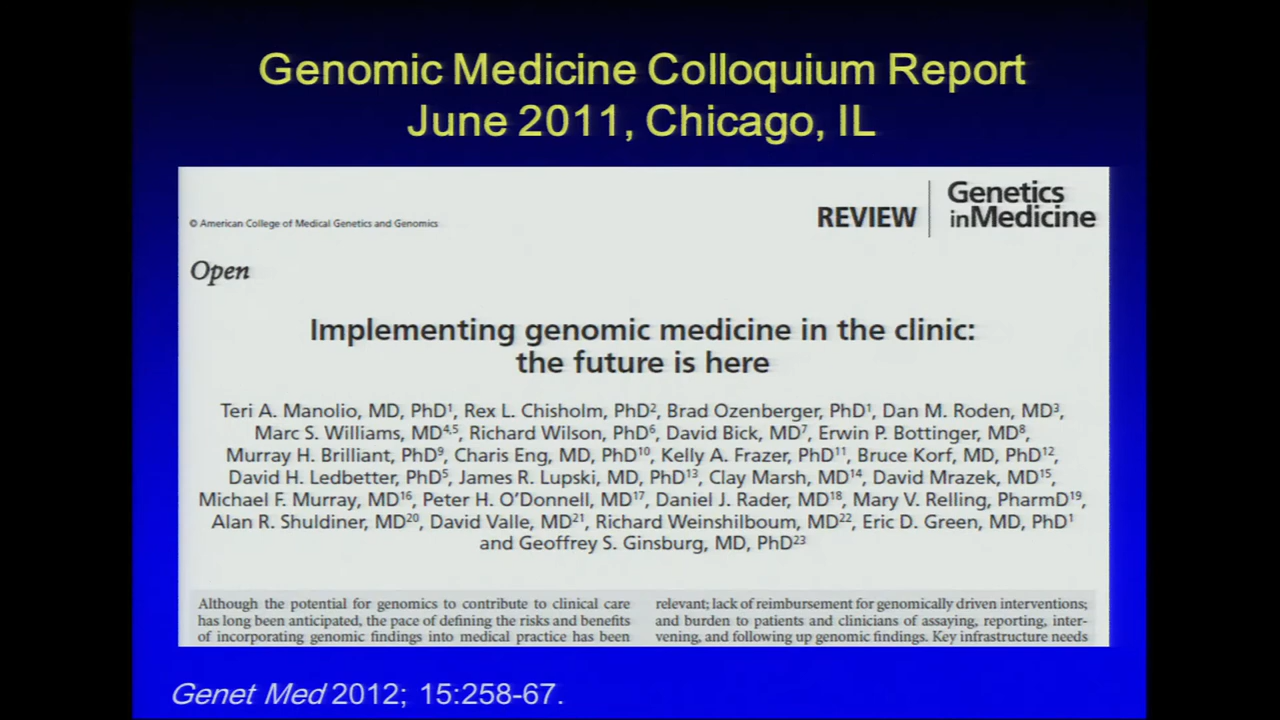 Genomic Medicine Colloquium Report
June 2011, Chicago, IL
© American College of Medical Genetics and Genomics
REVIEW
Genetics
inMedicine
Open
Implementing genomic medicine in the clinic:
the future is here
Teri A. Manolio, MD, PhD¹, Rex L. Chisholm, PhD², Brad Ozenberger, PhD¹, Dan M. Roden, MD³,
Marc S. Williams, MD⁴,⁵, Richard Wilson, PhD⁶, David Bick, MD⁷, Erwin P. Bottinger, MD⁸,
Murray H. Brilliant, PhD⁹, Charis Eng, MD, PhD¹⁰, Kelly A. Frazer, PhD¹¹, Bruce Korf, MD, PhD¹²,
David H. Ledbetter, PhD⁵, James R. Lupski, MD, PhD¹³, Clay Marsh, MD¹⁴, David Mrazek, MD¹⁵,
Michael F. Murray, MD¹⁶, Peter H. O'Donnell, MD¹⁷, Daniel J. Rader, MD¹⁸, Mary V. Relling, PharmD¹⁹,
Alan R. Shuldiner, MD²⁰, David Valle, MD²¹, Richard Weinshilboum, MD²², Eric D. Green, MD, PhD¹
and Geoffrey S. Ginsburg, MD, PhD²³
Although the potential for genomics to contribute to clinical care
has long been anticipated, the pace of defining the risks and benefits
of incorporating genomic findings into medical practice has been
relevant; lack of reimbursement for genomically driven interventions;
and burden to patients and clinicians of assaying, reporting, inter-
vening, and following up genomic findings. Key infrastructure needs
Genet Med 2012; 15:258-67.